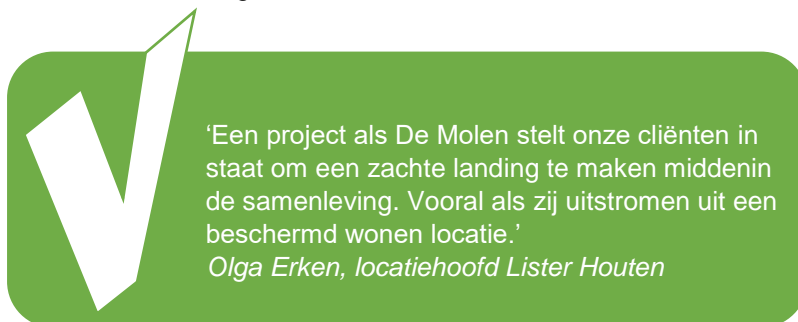 ‘Een project als De Molen stelt onze cliënten in
staat om een zachte landing te maken middenin
de samenleving. Vooral als zij uitstromen uit een
beschermd wonen locatie.’
Olga Erken, locatiehoofd Lister Houten